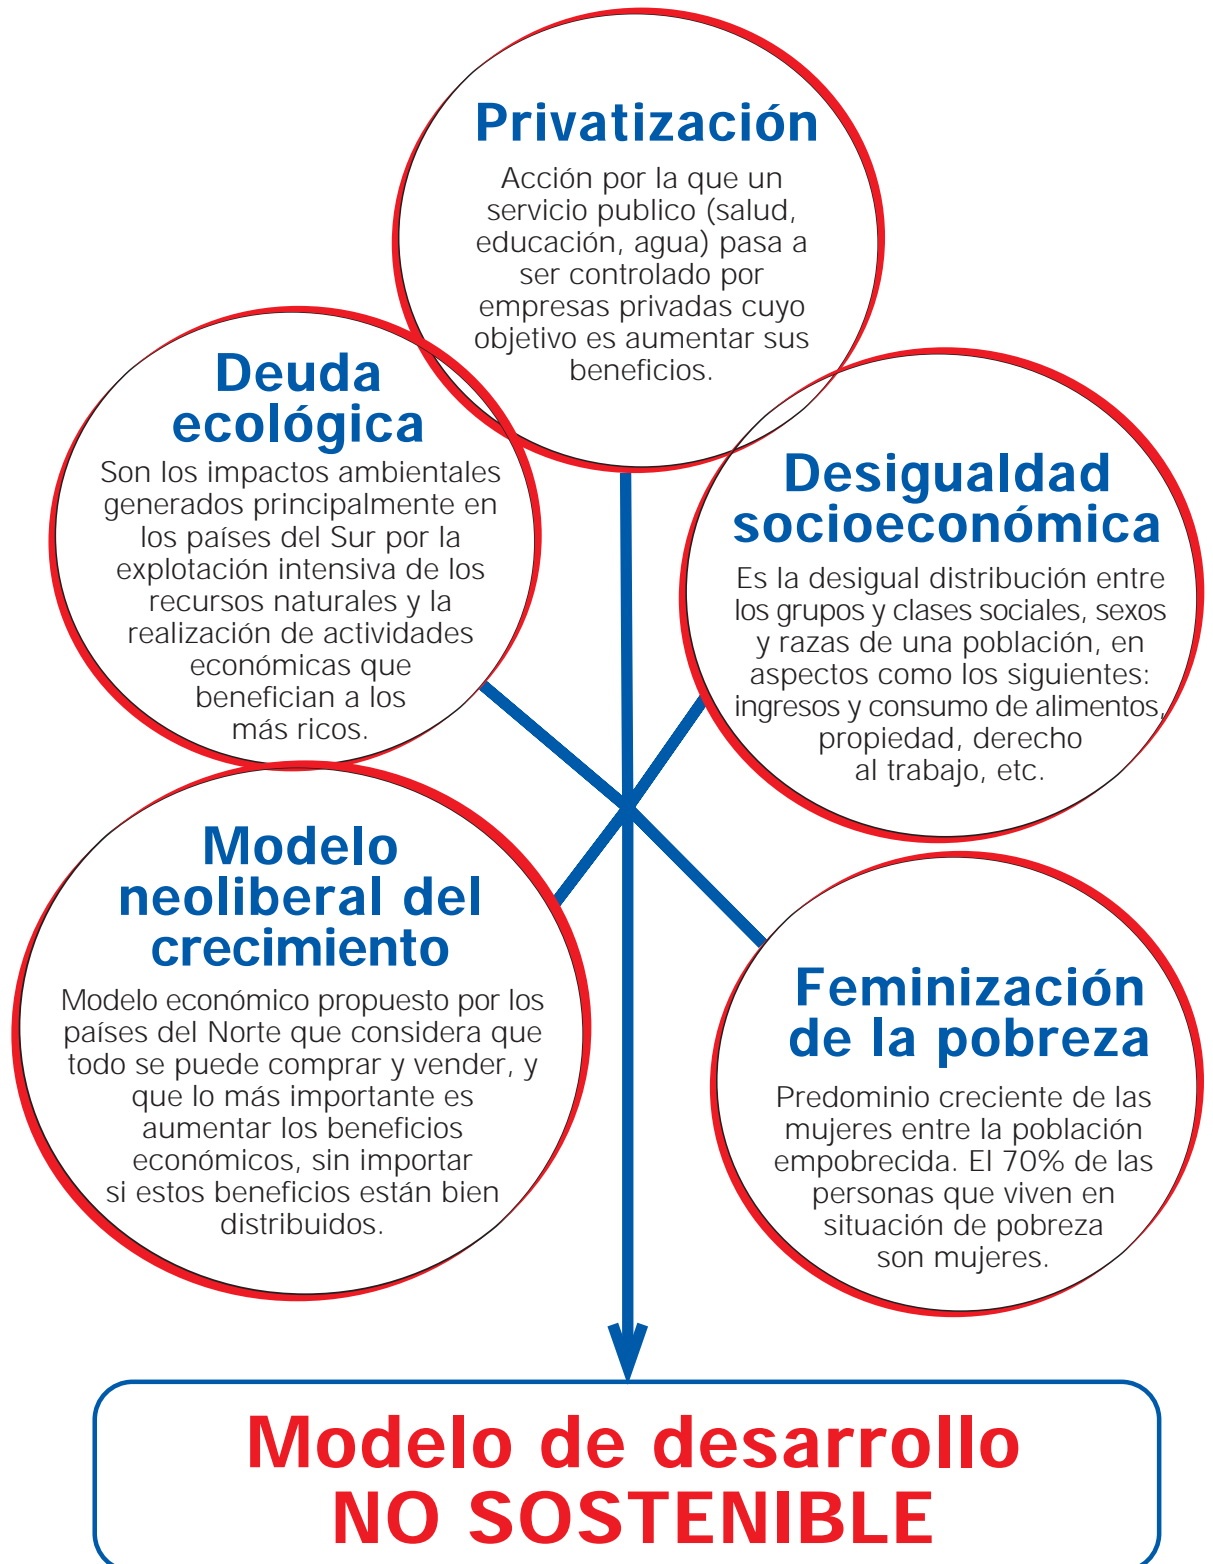 Privatización
Acción por la que un
servicio publico (salud,
educación, agua) pasa a
ser controlado por
empresas privadas cuyo
objetivo es aumentar sus
beneficios.
Deuda
ecológica
Son los impactos ambientales
generados principalmente en
los países del Sur por la
explotación intensiva de los
recursos naturales y la
realización de actividades
económicas que
benefician a los
más ricos.
Desigualdad
socioeconómica
Es la desigual distribución entre
los grupos y clases sociales, sexos
y razas de una población, en
aspectos como los siguientes:
ingresos y consumo de alimentos,
propiedad, derecho
al trabajo, etc.
Modelo
neoliberal del
crecimiento
Modelo económico propuesto por los
países del Norte que considera que
todo se puede comprar y vender, y
que lo más importante es
aumentar los beneficios
económicos, sin importar
si estos beneficios están bien
distribuidos.
Feminización
de la pobreza
Predominio creciente de las
mujeres entre la población
empobrecida. El 70% de las
personas que viven en
situación de pobreza
son mujeres.
Modelo de desarrollo
NO SOSTENIBLE